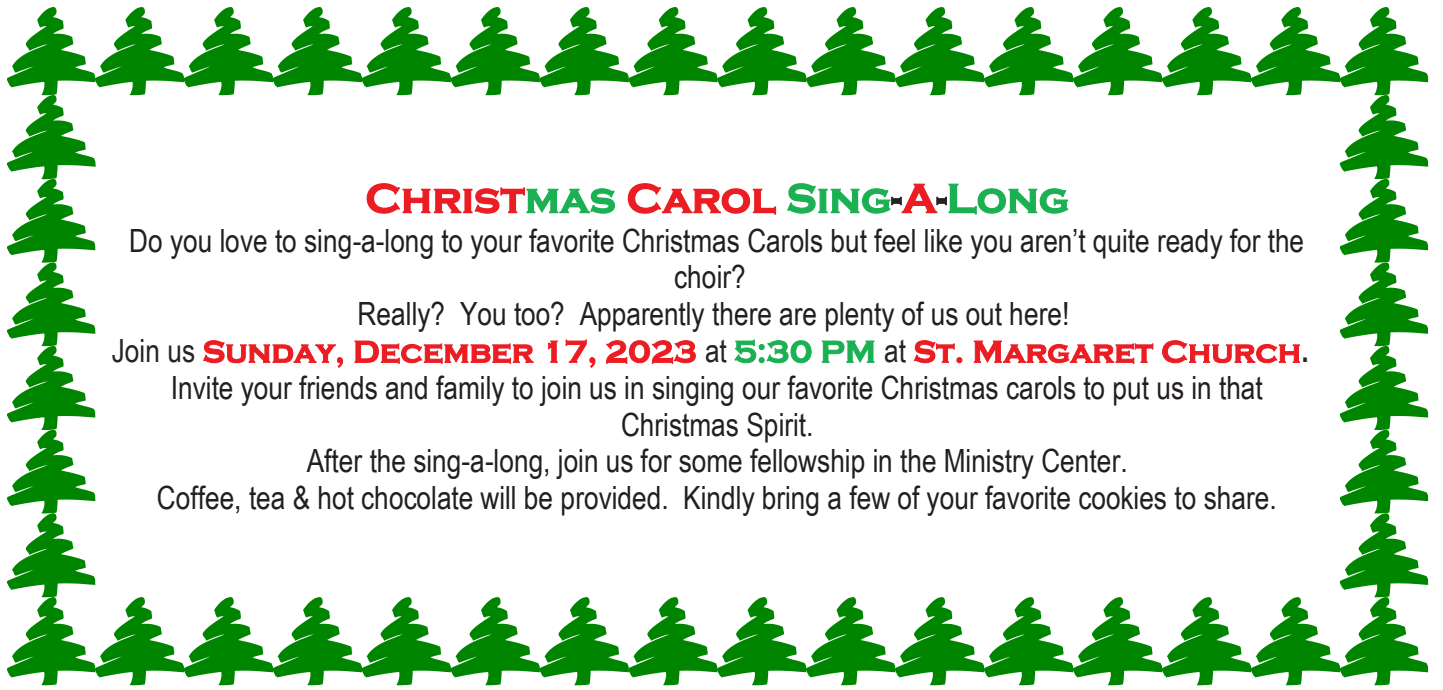 Christmas Carol Sing-A-Long
Do you love to sing-a-long to your favorite Christmas Carols but feel like you aren’t quite ready for the
choir?
Really?  You too?  Apparently there are plenty of us out here!
Join us Sunday, December 17, 2023 at 5:30 PM at St. Margaret Church.
Invite your friends and family to join us in singing our favorite Christmas carols to put us in that
Christmas Spirit.
After the sing-a-long, join us for some fellowship in the Ministry Center.
Coffee, tea & hot chocolate will be provided.  Kindly bring a few of your favorite cookies to share.